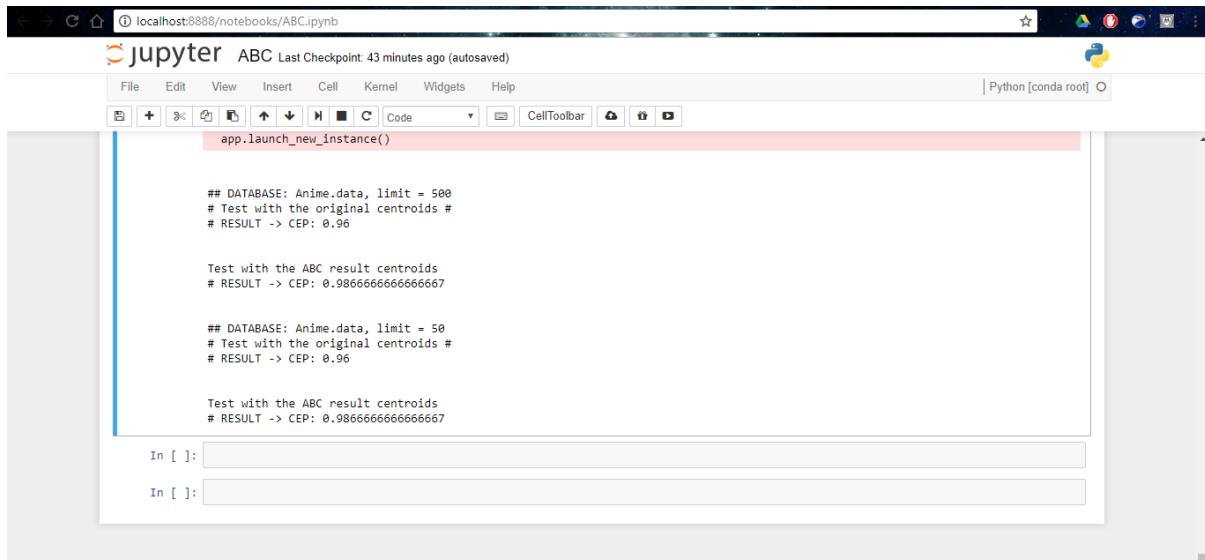 localhost:8888/notebooks/ABC.ipynb
jupyter ABC Last Checkpoint: 43 minutes ago (autosaved)
File Edit View Insert Cell Kernel Widgets Help Python [conda root]
Code CellToolbar
app.launch_new_instance()
## DATABASE: Anime.data, limit = 500
# Test with the original centroids #
# RESULT -> CEP: 0.96
Test with the ABC result centroids
# RESULT -> CEP: 0.9866666666666667
## DATABASE: Anime.data, limit = 50
# Test with the original centroids #
# RESULT -> CEP: 0.96
Test with the ABC result centroids
# RESULT -> CEP: 0.9866666666666667
In [ ]:
In [ ]: